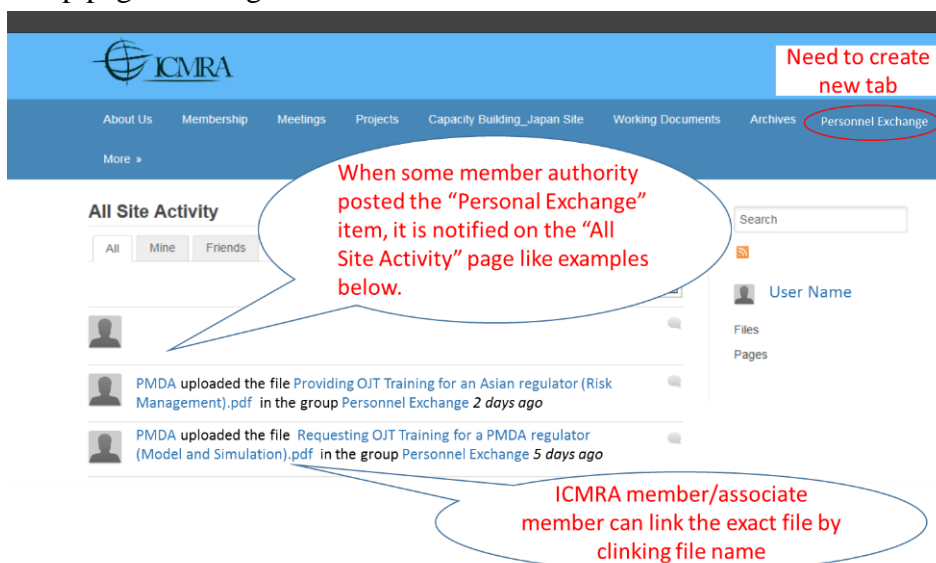 ICMRA
Need to create
new tab
About Us Membership Meetings Projects Capacity Building_Japan Site Working Documents Archives Personnel Exchange
More »
When some member authority
posted the “Personal Exchange”
item, it is notified on the “All
Site Activity” page like examples
below.
All Site Activity
All Mine Friends
Search
User Name
Files
Pages
PMDA uploaded the file Providing OJT Training for an Asian regulator (Risk
Management).pdf in the group Personnel Exchange 2 days ago
PMDA uploaded the file Requesting OJT Training for a PMDA regulator
(Model and Simulation).pdf in the group Personnel Exchange 5 days ago
ICMRA member/associate
member can link the exact file by
clinking file name